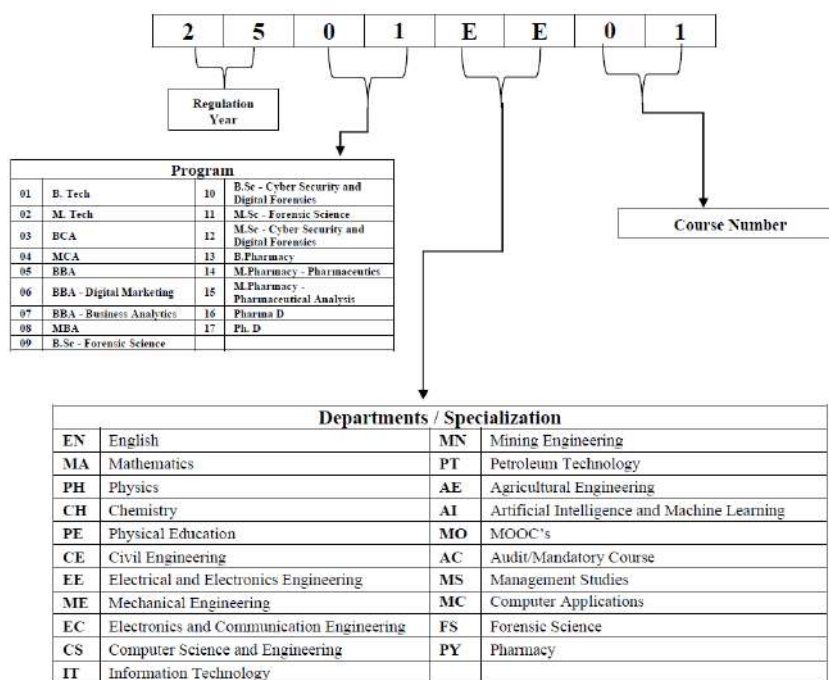 2 5 0 1 E E 0 1
Regulation
Year
Program
01 B. Tech 10 B.Sc - Cyber Security and
Digital Forensics
02 M. Tech 11 M.Sc - Forensic Science
03 BCA 12 M.Sc - Cyber Security and
Digital Forensics
04 MCA 13 B.Pharmacy
05 BBA 14 M.Pharmacy - Pharmaceutics
06 BBA - Digital Marketing 15 M.Pharmacy -
Pharmaceutical Analysis
07 BBA - Business Analytics 16 Pharma D
08 MBA 17 Ph. D
09 B.Sc - Forensic Science
Course Number
Departments / Specialization
EN English MN Mining Engineering
MA Mathematics PT Petroleum Technology
PH Physics AE Agricultural Engineering
CH Chemistry AI Artificial Intelligence and Machine Learning
PE Physical Education MO MOOC's
CE Civil Engineering AC Audit/Mandatory Course
EE Electrical and Electronics Engineering MS Management Studies
ME Mechanical Engineering MC Computer Applications
EC Electronics and Communication Engineering FS Forensic Science
CS Computer Science and Engineering PY Pharmacy
IT Information Technology